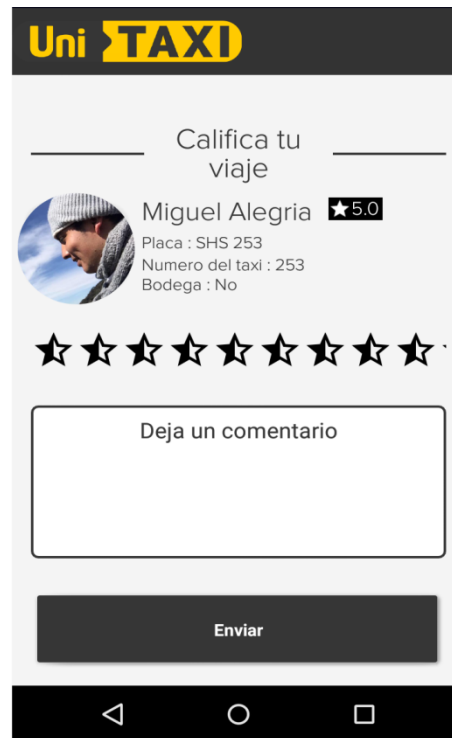 Uni TAXI
Califica tu
viaje
Miguel Alegria ★5.0
Placa : SHS 253
Numero del taxi : 253
Bodega : No
Deja un comentario
Enviar